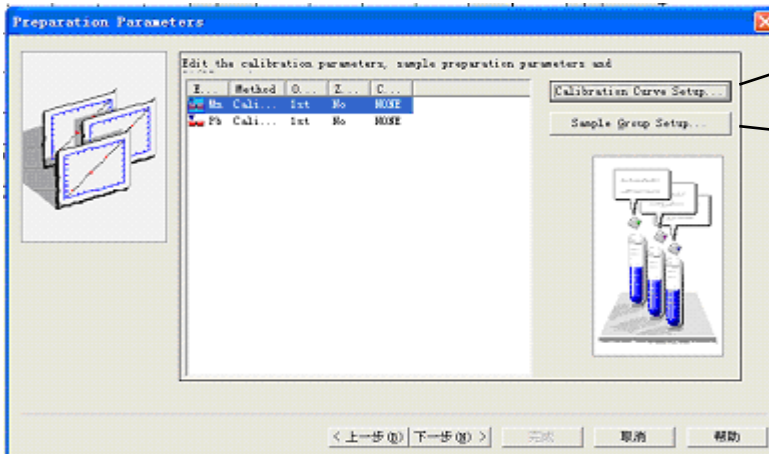 Preparation Parameters
Edit the calibration parameters, sample preparation parameters and
E... Method O... Z... C...
Mn Cali... 1st No NONE
Pb Cali... 1st No NONE
Calibration Curve Setup...
Sample Group Setup...
< 上一步(B) 下一步(N) > 完成 取消 帮助